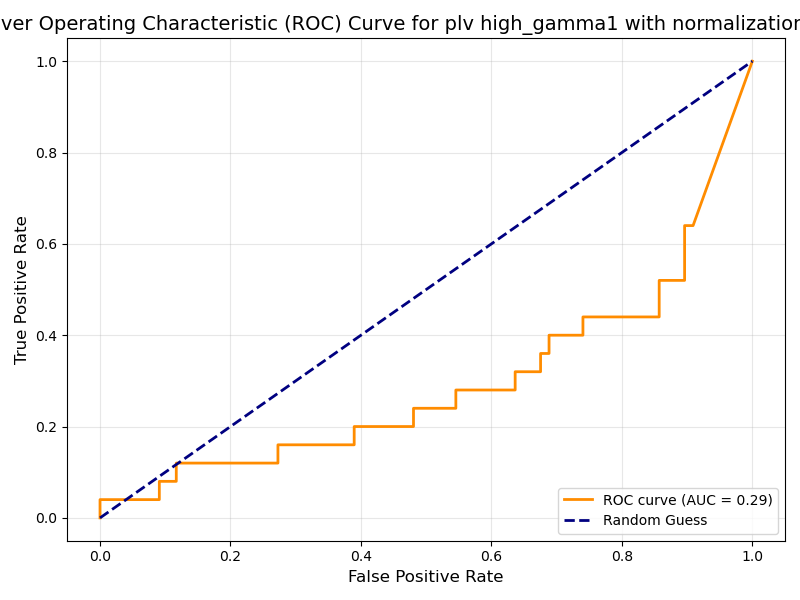 ver Operating Characteristic (ROC) Curve for plv high_gamma1 with normalization
1.0
0.8
0.6
0.4
0.2
0.0
True Positive Rate
ROC curve (AUC = 0.29)
Random Guess
0.0 0.2 0.4 0.6 0.8 1.0
False Positive Rate